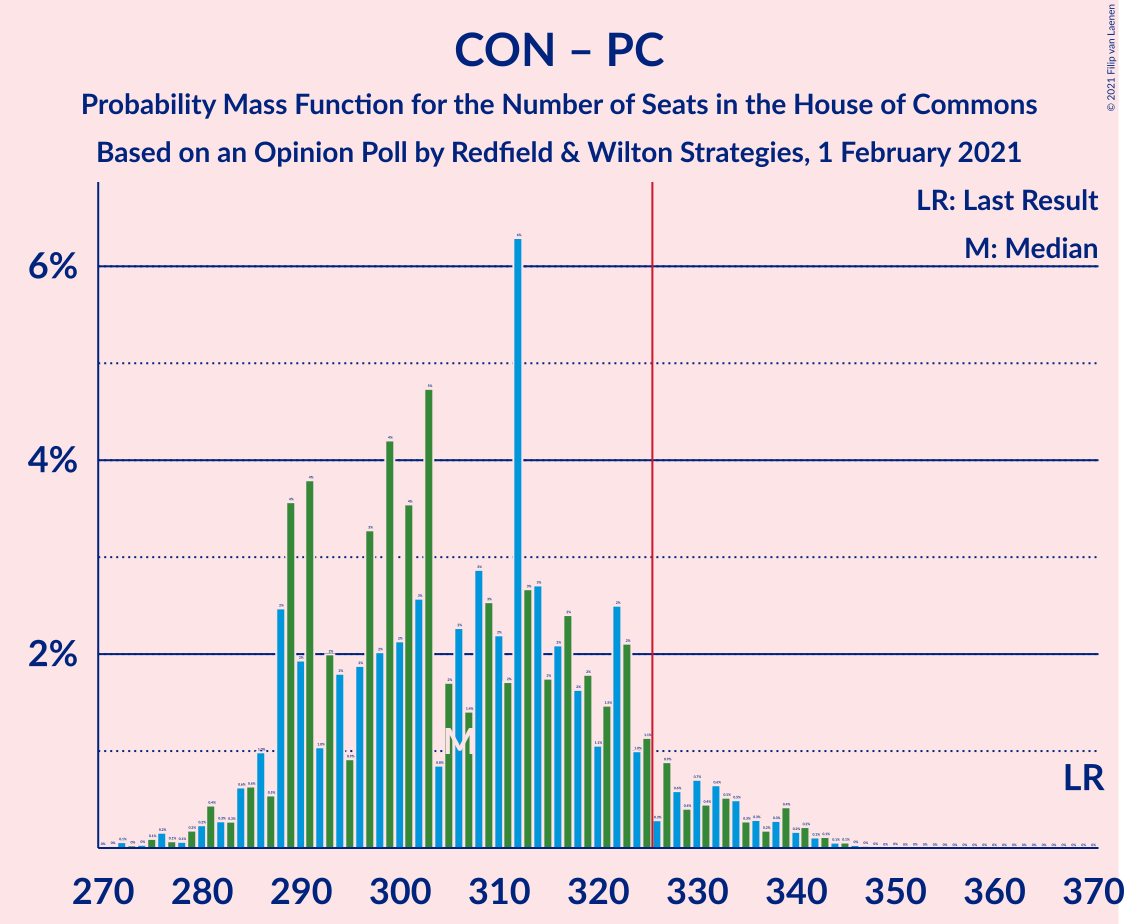 CON – PC
Probability Mass Function for the Number of Seats in the House of Commons
Based on an Opinion Poll by Redfield & Wilton Strategies, 1 February 2021
© 2021 Filip van Laenen
LR: Last Result
M: Median
6%
4%
2%
M
LR
270 280 290 300 310 320 330 340 350 360 370